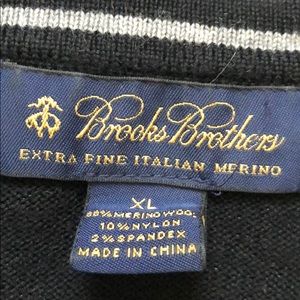 Brooks Brothers
EXTRA FINE ITALIAN MERINO
XL
88% MERINO WOOL
10% NYLON
2% SPANDEX
MADE IN CHINA